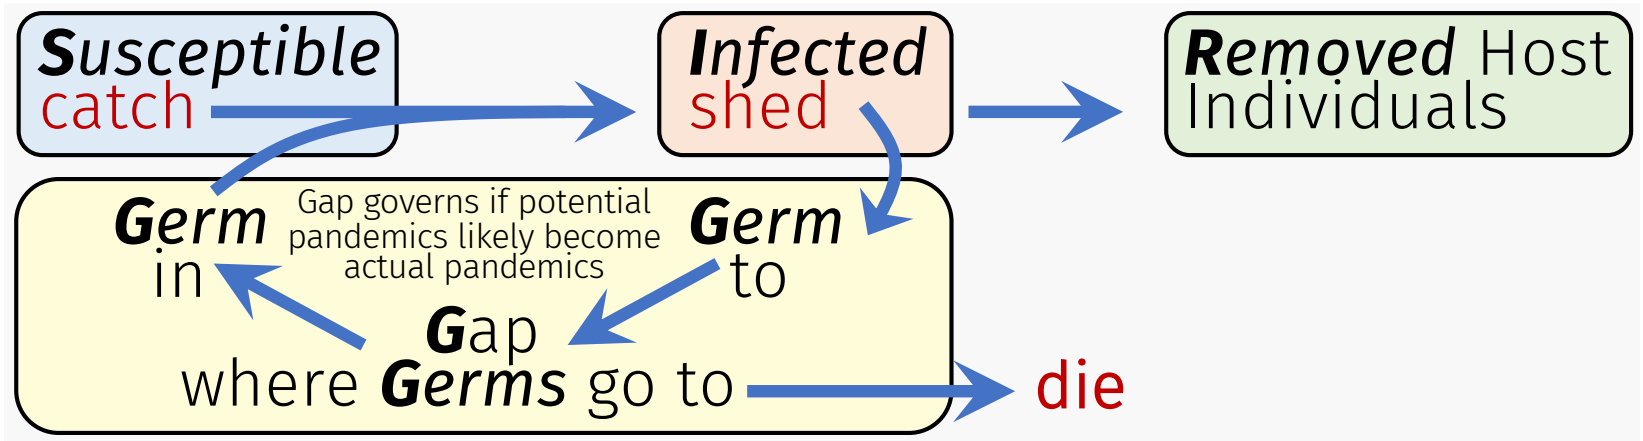 Susceptible
catch
Infected
shed
Removed Host
Individuals
Germ
in
Gap governs if potential
pandemics likely become
actual pandemics
Germ
to
Gap
where Germs go to
die